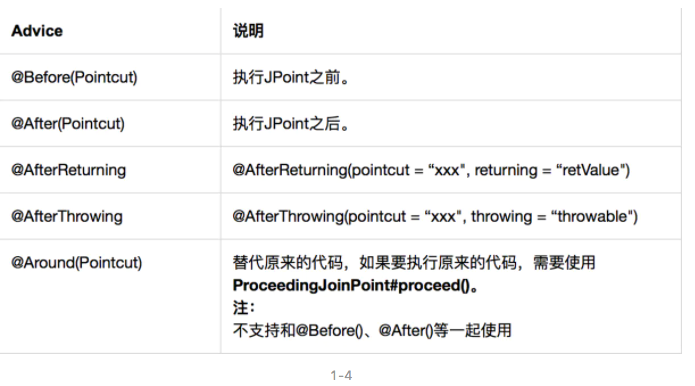 Advice 说明
@Before(Pointcut) 执行JPoint之前。
@After(Pointcut) 执行JPoint之后。
@AfterReturning @AfterReturning(pointcut = “xxx", returning = “retValue")
@AfterThrowing @AfterThrowing(pointcut = “xxx", throwing = “throwable")
@Around(Pointcut) 替代原来的代码，如果要执行原来的代码，需要使用
ProceedingJoinPoint#proceed()。
注：
不支持和@Before()、@After()等一起使用
1-4